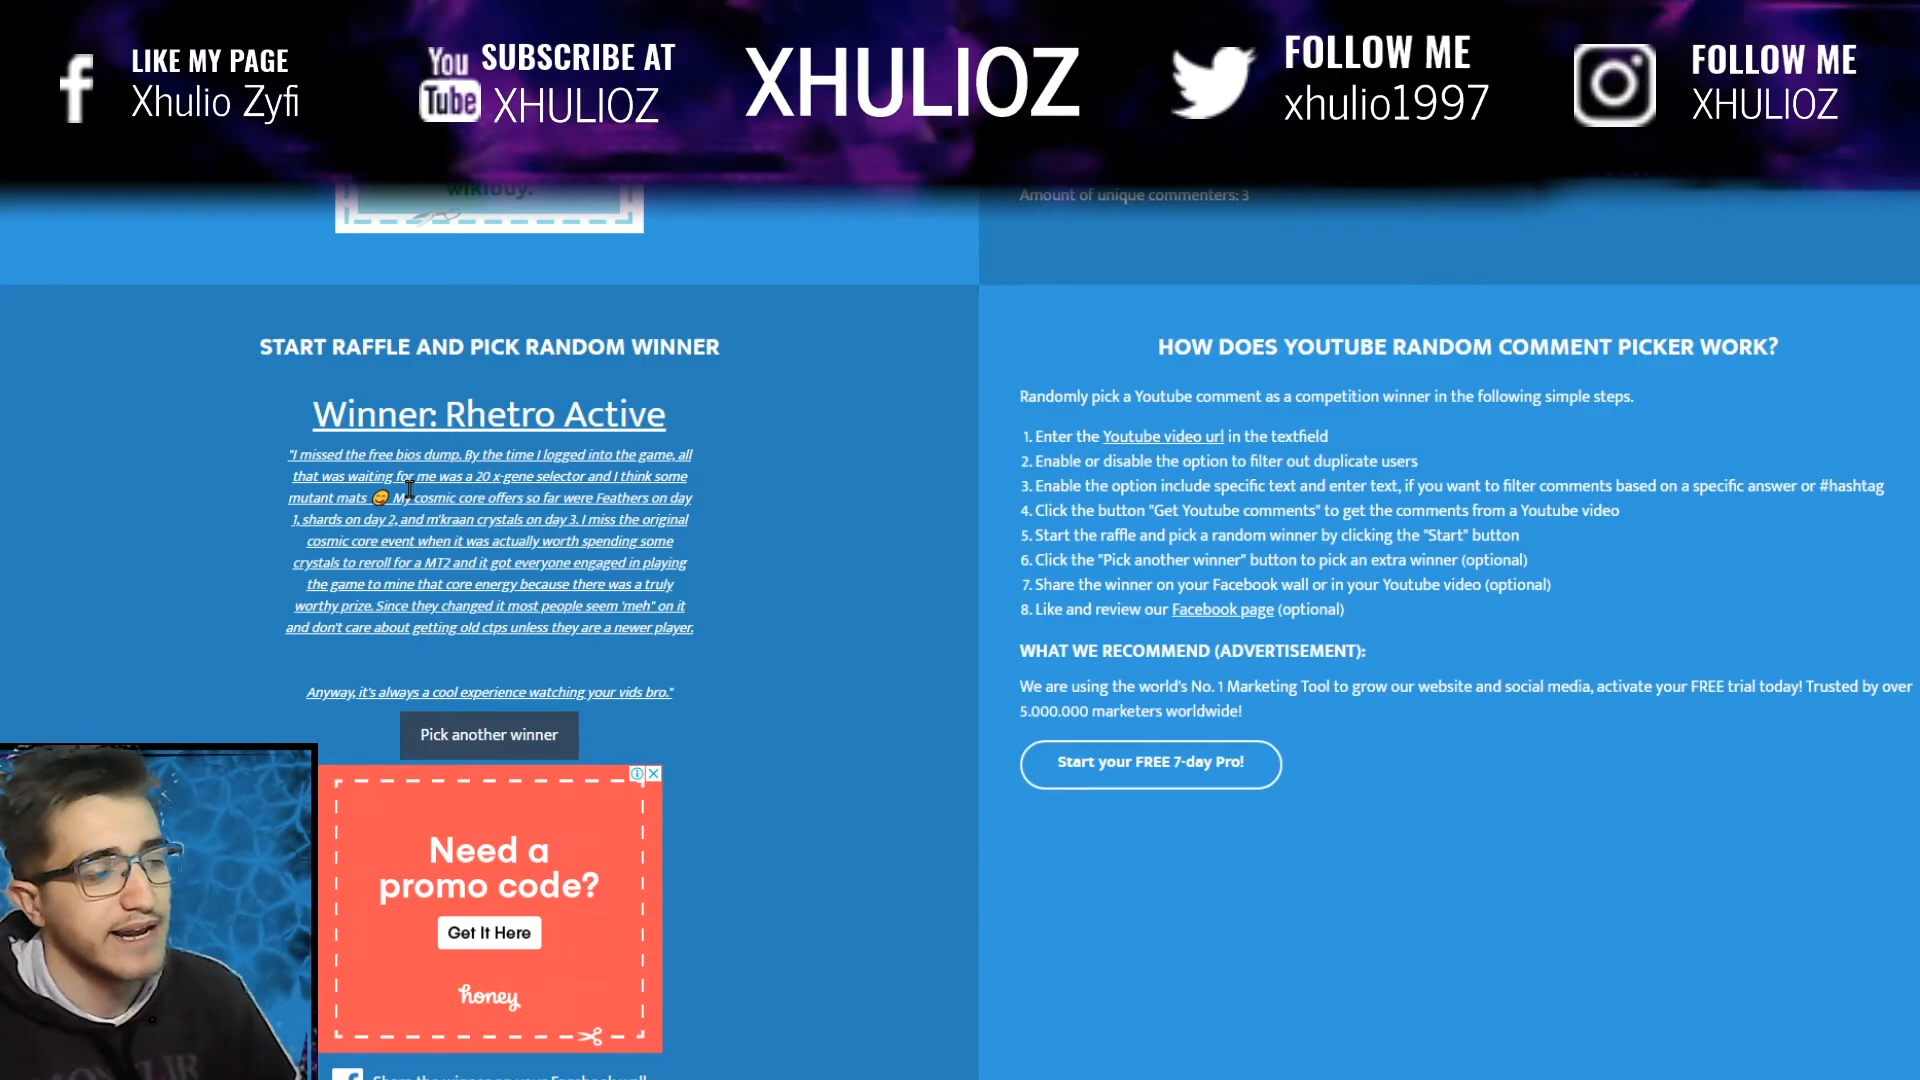 LIKE MY PAGE
Xhulio Zyfi
You
Tube
SUBSCRIBE AT
XHULIOZ
XHULIOZ
FOLLOW ME
xhulio1997
FOLLOW ME
XHULIOZ
wikibuy.
Amount of unique commenters: 3
START RAFFLE AND PICK RANDOM WINNER
Winner: Rhetro Active
"I missed the free bios dump. By the time I logged into the game, all
that was waiting for me was a 20 x-gene selector and I think some
mutant mats 😋 My cosmic core offers so far were Feathers on day
1, shards on day 2, and m'kraan crystals on day 3. I miss the original
cosmic core event when it was actually worth spending some
crystals to reroll for a MT2 and it got everyone engaged in playing
the game to mine that core energy because there was a truly
worthy prize. Since they changed it most people seem 'meh" on it
and don't care about getting old ctps unless they are a newer player.
Anyway, it's always a cool experience watching your vids bro."
Pick another winner
Need a
promo code?
Get It Here
honey
Share the winner on your Facebook wall
HOW DOES YOUTUBE RANDOM COMMENT PICKER WORK?
Randomly pick a Youtube comment as a competition winner in the following simple steps.
1. Enter the Youtube video url in the textfield
2. Enable or disable the option to filter out duplicate users
3. Enable the option include specific text and enter text, if you want to filter comments based on a specific answer or #hashtag
4. Click the button "Get Youtube comments" to get the comments from a Youtube video
5. Start the raffle and pick a random winner by clicking the "Start" button
6. Click the "Pick another winner" button to pick an extra winner (optional)
7. Share the winner on your Facebook wall or in your Youtube video (optional)
8. Like and review our Facebook page (optional)
WHAT WE RECOMMEND (ADVERTISEMENT):
We are using the world's No. 1 Marketing Tool to grow our website and social media, activate your FREE trial today! Trusted by over
5.000.000 marketers worldwide!
Start your FREE 7-day Pro!